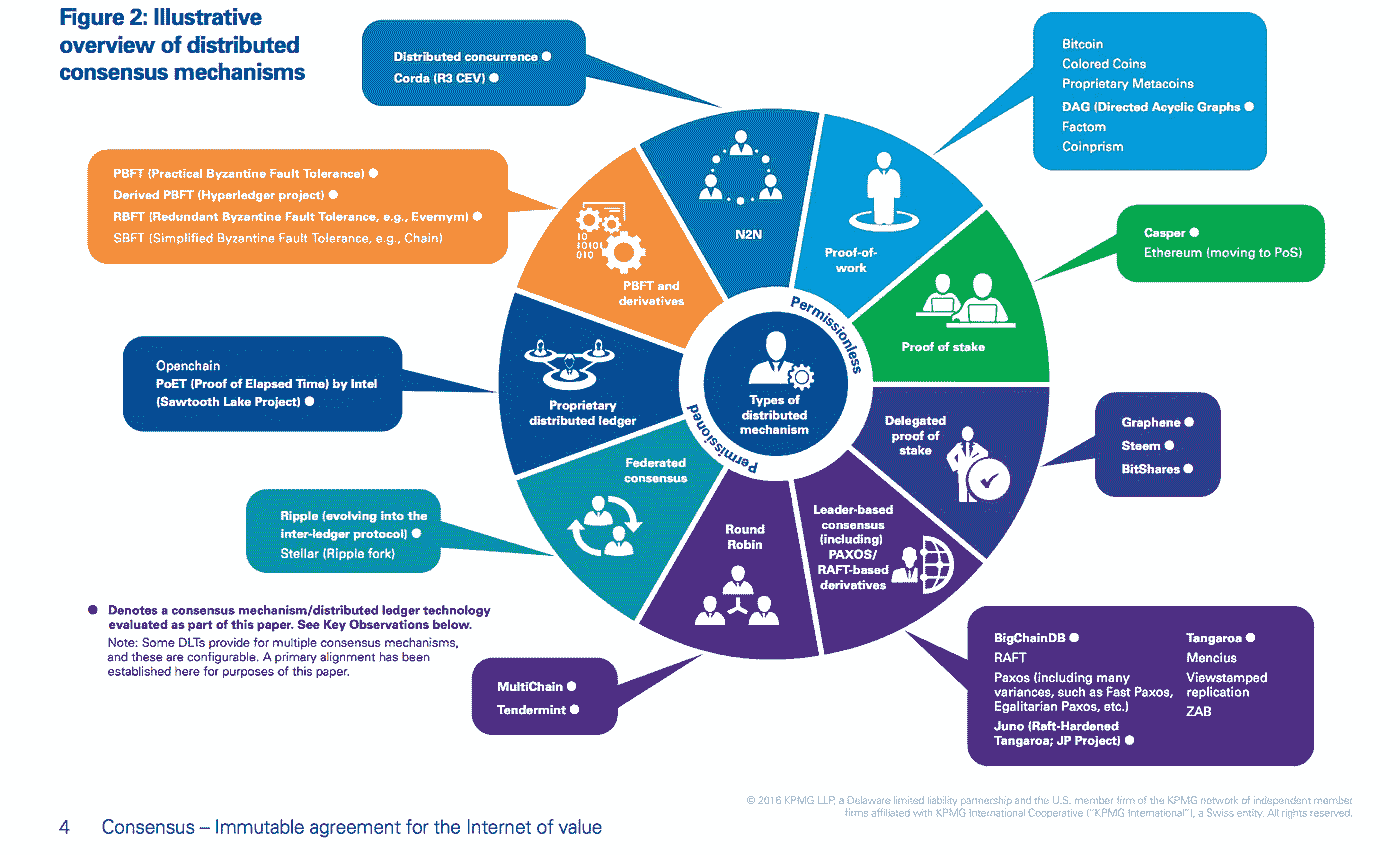 Figure 2: Illustrative
overview of distributed
consensus mechanisms
Distributed concurrence ●
Corda (R3 CEV) ●
Bitcoin
Colored Coins
Proprietary Metacoins
DAG (Directed Acyclic Graphs ●
Factom
Coinprism
PBFT (Practical Byzantine Fault Tolerance) ●
Derived PBFT (Hyperledger project) ●
RBFT (Redundant Byzantine Fault Tolerance, e.g., Evernym) ●
SBFT (Simplified Byzantine Fault Tolerance, e.g., Chain)
Casper ●
Ethereum (moving to PoS)
Openchain
PoET (Proof of Elapsed Time) by Intel
(Sawtooth Lake Project) ●
Graphene ●
Steem ●
BitShares ●
Ripple (evolving into the
inter-ledger protocol) ●
Stellar (Ripple fork)
MultiChain ●
Tendermint ●
BigChainDB ●
RAFT
Paxos (including many
variances, such as Fast Paxos,
Egalitarian Paxos, etc.)
Juno (Raft-Hardened
Tangaroa; JP Project) ●
Tangaroa ●
Mencius
Viewstamped
replication
ZAB
N2N
Proof-of-
work
Proof of stake
Delegated
proof of
stake
Leader-based
consensus
(including)
PAXOS/
RAFT-based
derivatives
Round
Robin
Federated
consensus
Proprietary
distributed ledger
PBFT and
derivatives
10
01010
010
Permissionless
Permissioned
Types of
distributed
mechanism
● Denotes a consensus mechanism/distributed ledger technology
evaluated as part of this paper. See Key Observations below.
Note: Some DLTs provide for multiple consensus mechanisms,
and these are configurable. A primary alignment has been
established here for purposes of this paper.
© 2016 KPMG LLP, a Delaware limited liability partnership and the U.S. member firm of the KPMG network of independent member
firms affiliated with KPMG International Cooperative ("KPMG International"), a Swiss entity. All rights reserved.
4 Consensus – Immutable agreement for the Internet of value